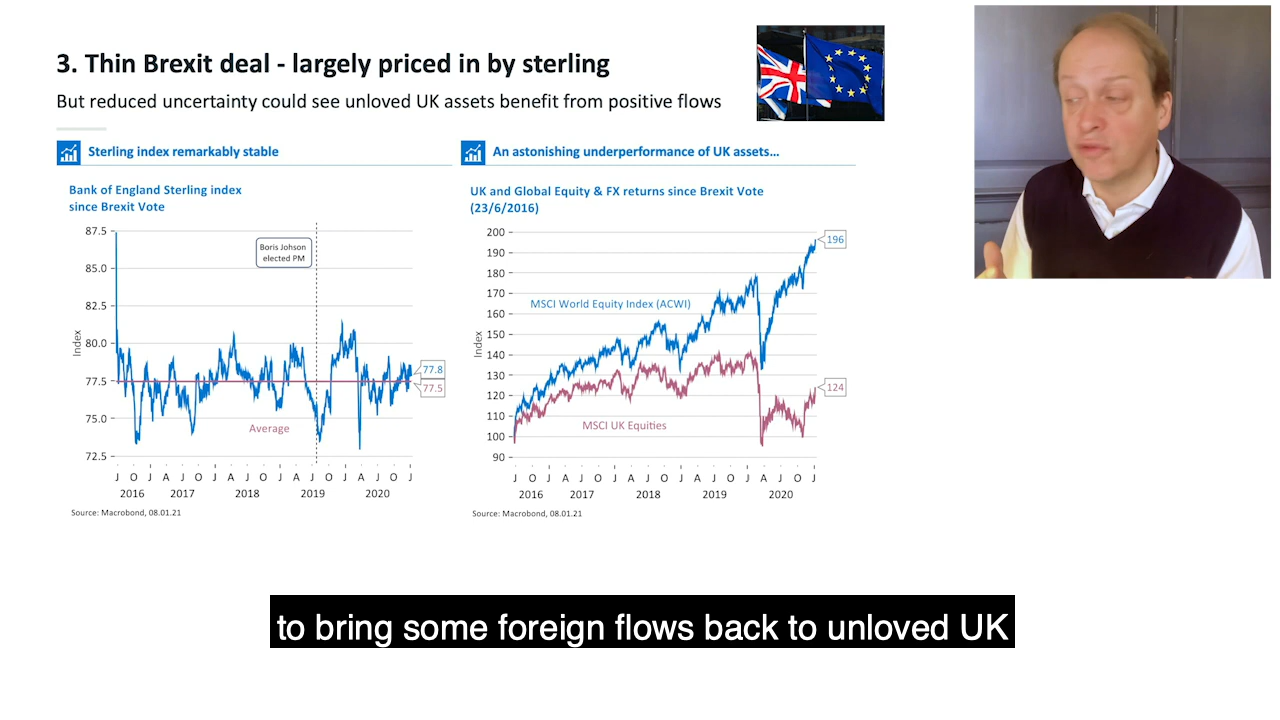 3. Thin Brexit deal - largely priced in by sterling
But reduced uncertainty could see unloved UK assets benefit from positive flows
Sterling index remarkably stable
Bank of England Sterling index
since Brexit Vote
87.5
85.0
82.5
80.0
77.5
75.0
72.5
Index
Boris Johson
elected PM
77.8
77.5
Average
J O J A J O J A J O J A J O J A J O J
2016 2017 2018 2019 2020
Source: Macrobond, 08.01.21
An astonishing underperformance of UK assets…
UK and Global Equity & FX returns since Brexit Vote
(23/6/2016)
200
190
180
170
160
150
140
130
120
110
100
90
Index
196
MSCI World Equity Index (ACWI)
124
MSCI UK Equities
J O J A J O J A J O J A J O J A J O J
2016 2017 2018 2019 2020
Source: Macrobond, 08.01.21
to bring some foreign flows back to unloved UK